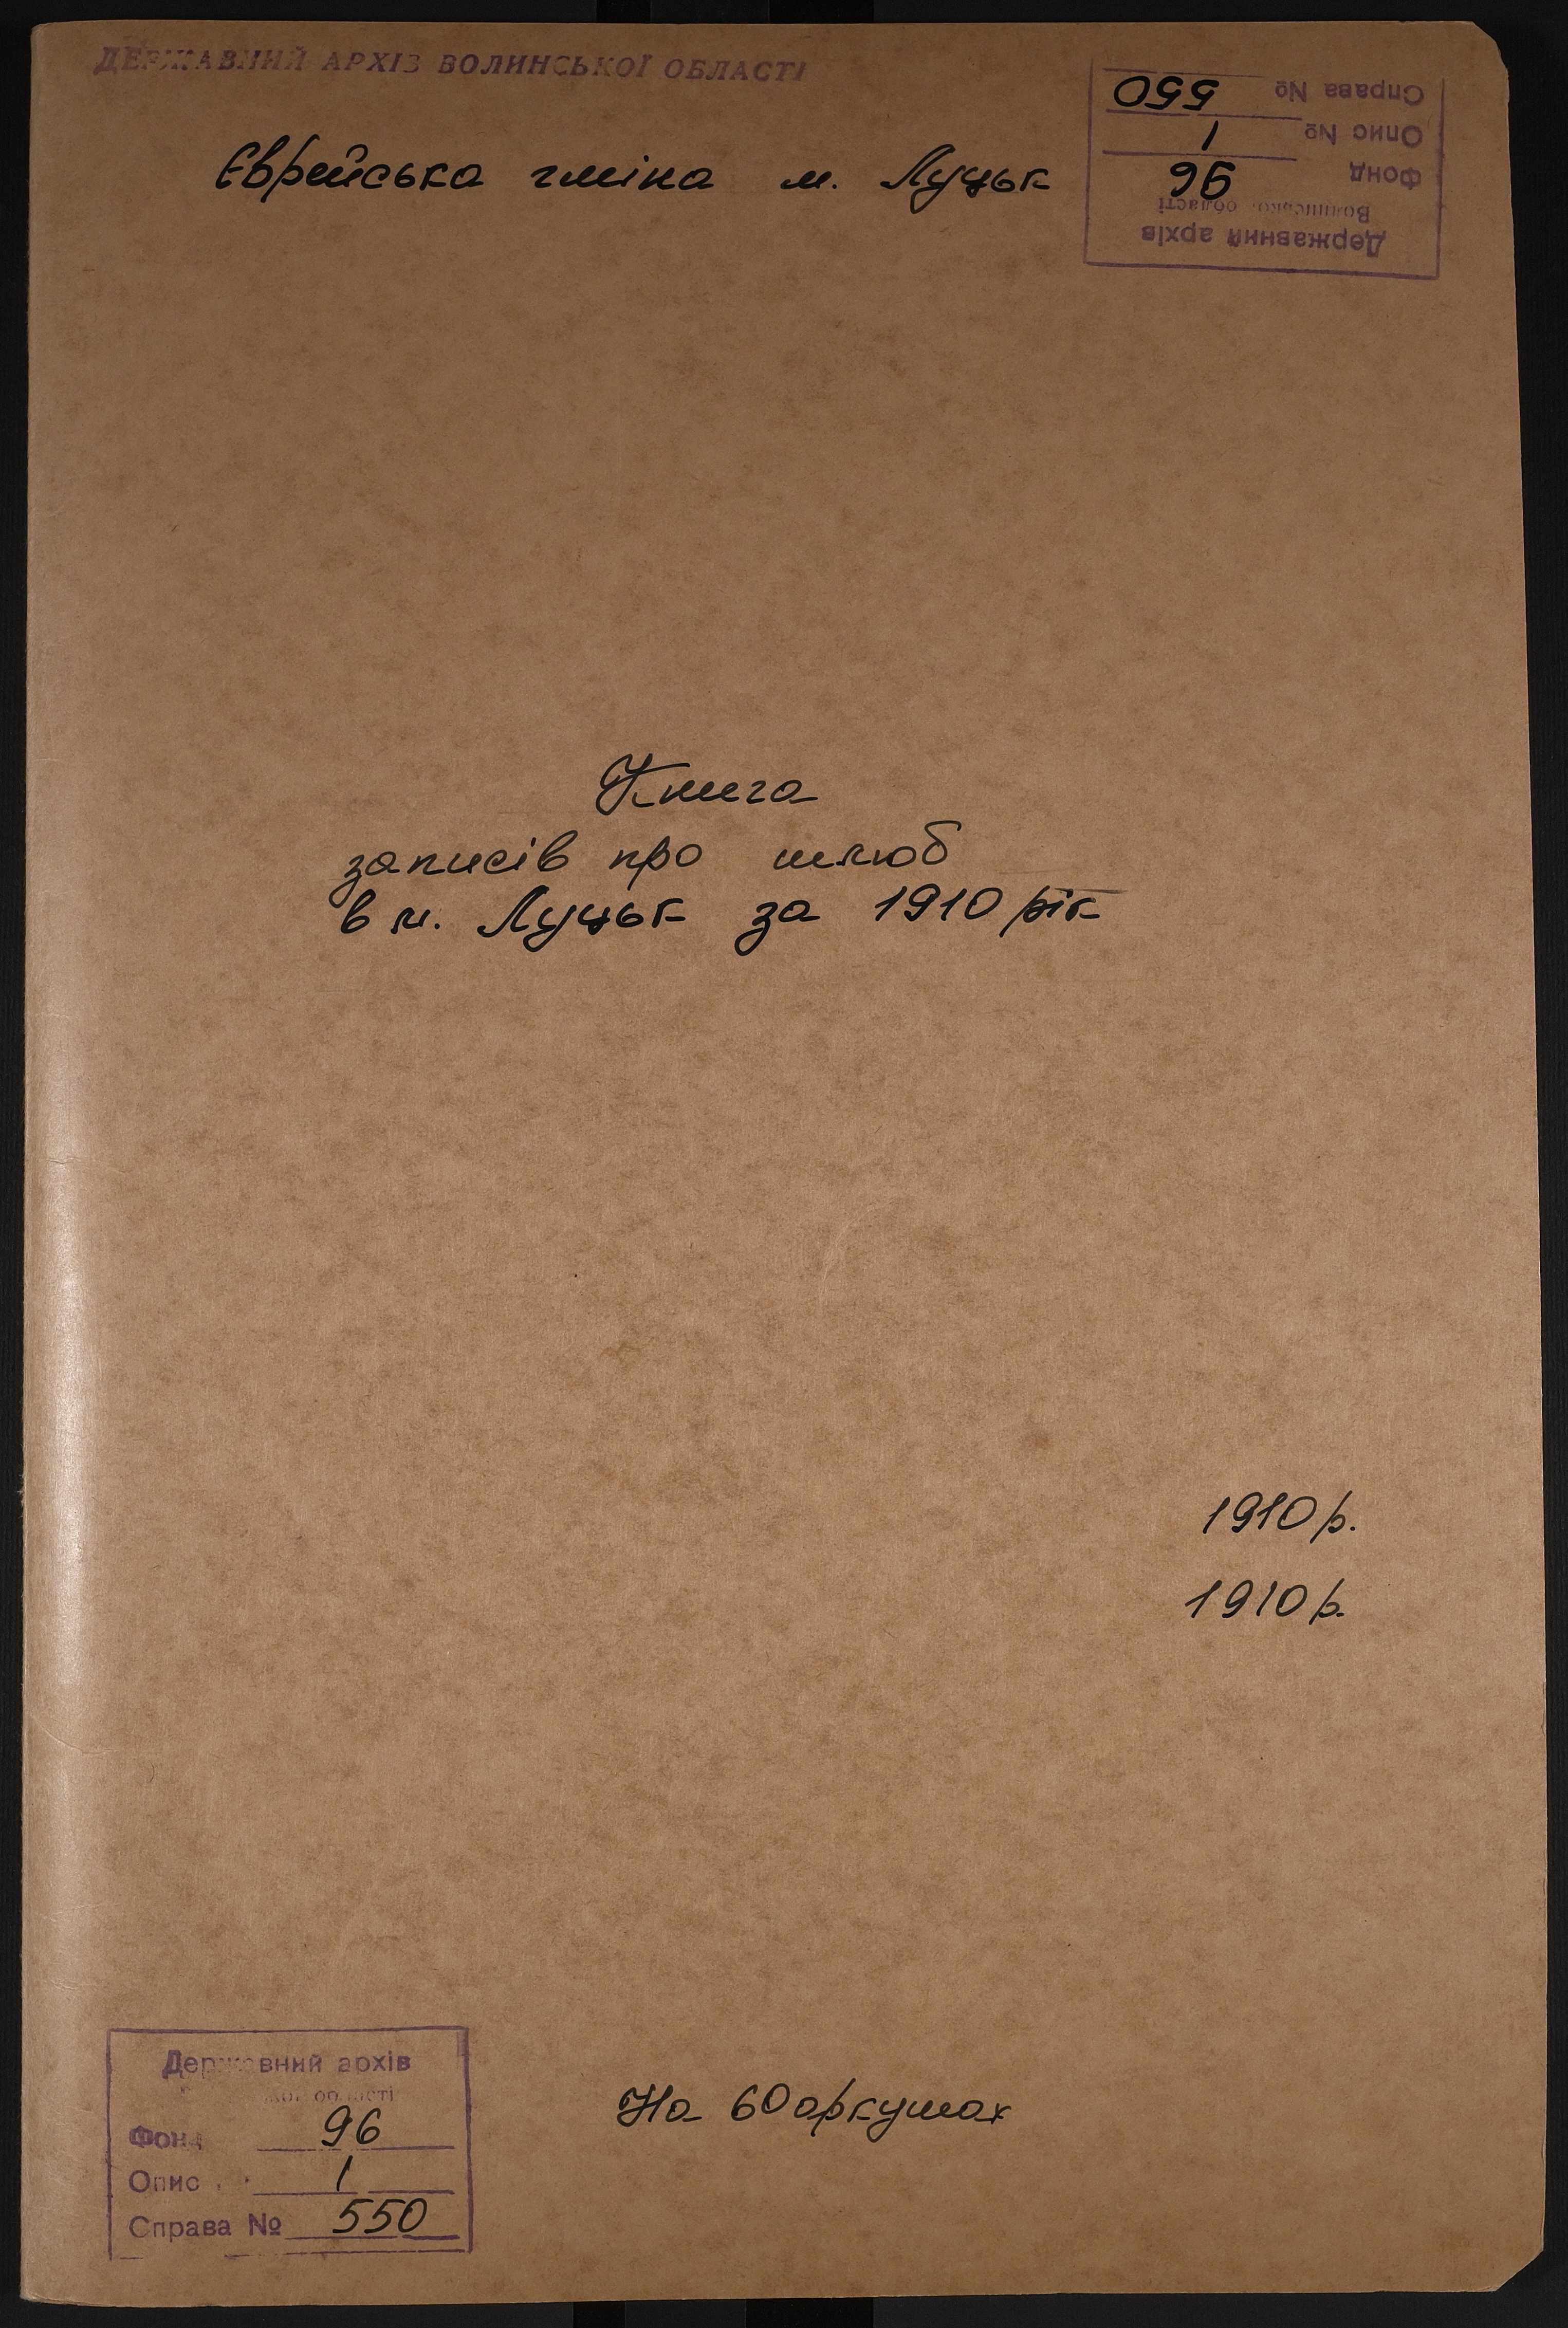 ДЕРЖАВНИЙ АРХІВ ВОЛИНСЬКОЇ ОБЛАСТІ
Державний архів
Волинської області
Фонд 96
Опис № 1
Справа № 550
Єврейська гміна м. Луцьк
Книга
записів про шлюб
в м. Луцьк за 1910 рік
1910 р.
1910 р.
На 60 аркушах
Державний архів
області
Фонд 96
Опис 1
Справа № 550